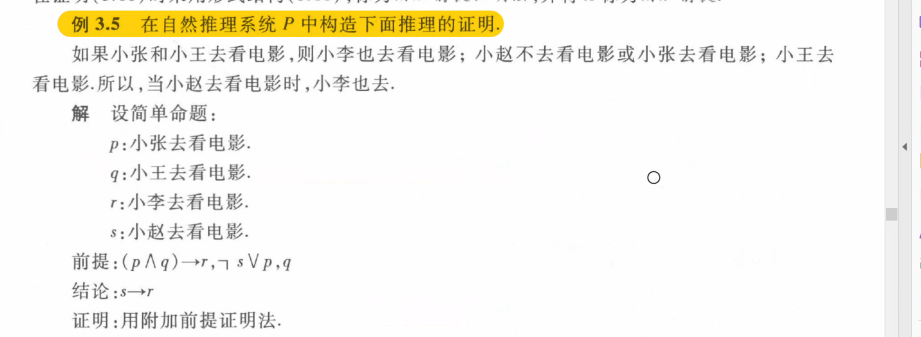 例 3.5 在自然推理系统 P 中构造下面推理的证明.
如果小张和小王去看电影,则小李也去看电影; 小赵不去看电影或小张去看电影; 小王去
看电影.所以,当小赵去看电影时,小李也去.
解 设简单命题:
p:小张去看电影.
q:小王去看电影.
r:小李去看电影.
s:小赵去看电影.
前提:(p∧q)→r,¬s∨p,q
结论:s→r
证明:用附加前提证明法.